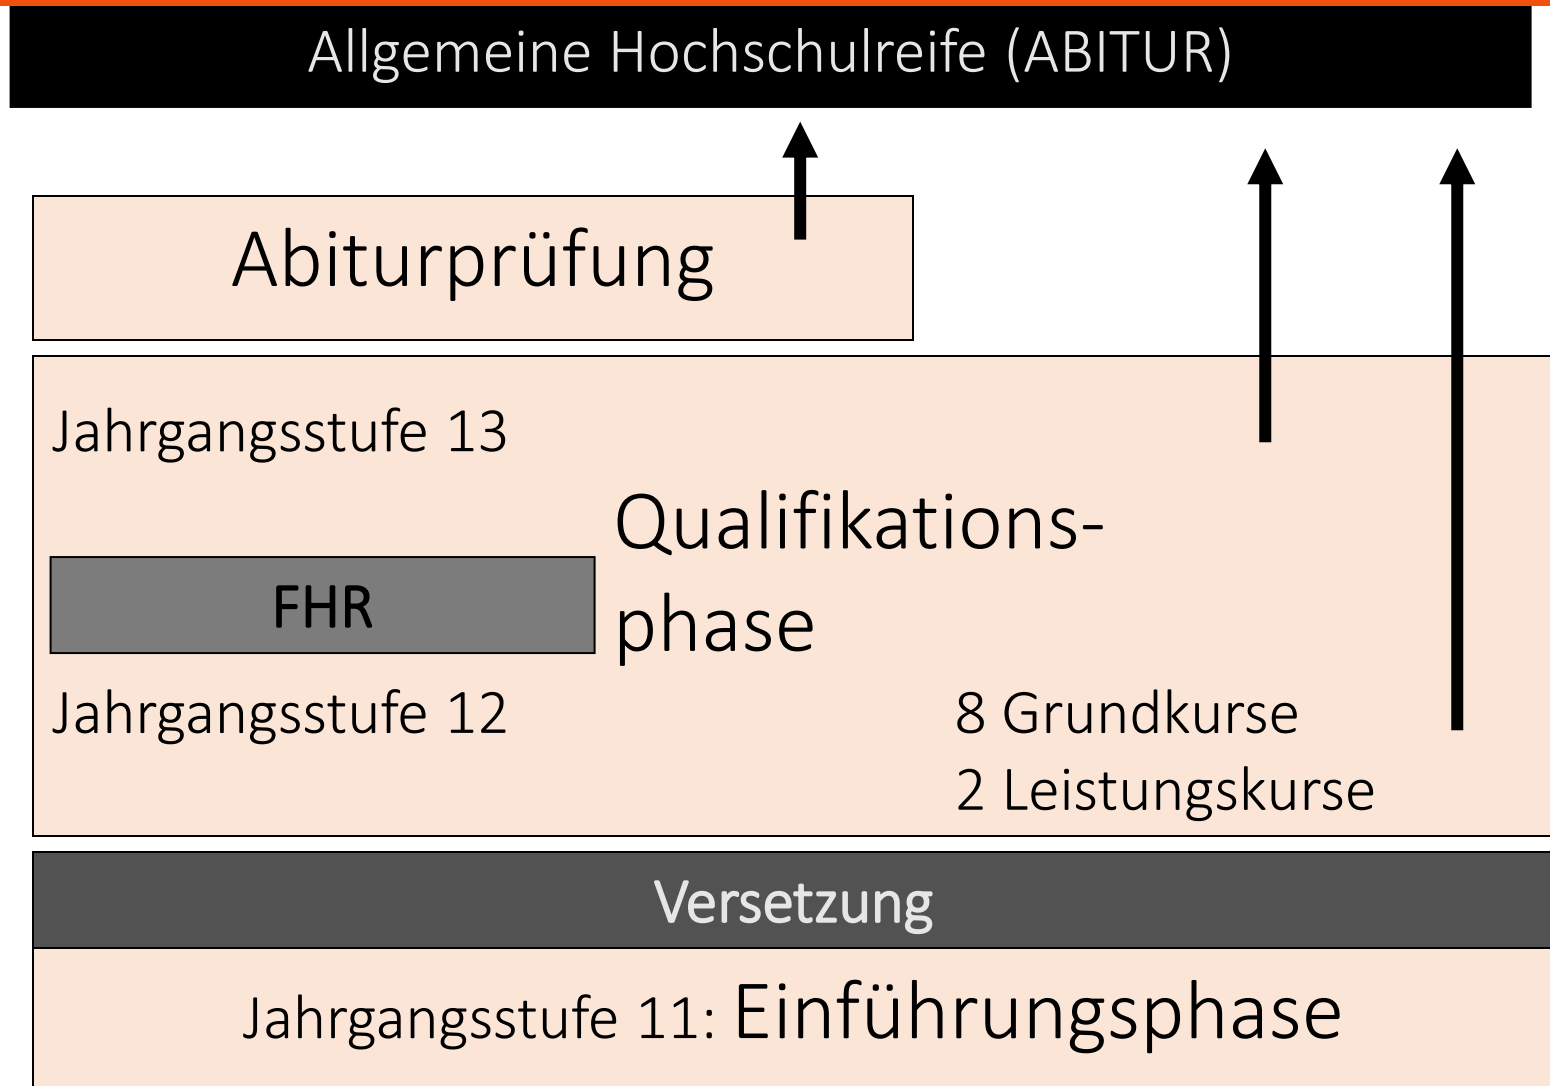 Allgemeine Hochschulreife (ABITUR)
Abiturprüfung
Jahrgangsstufe 13
Qualifikations-
phase
FHR
Jahrgangsstufe 12
8 Grundkurse
2 Leistungskurse
Versetzung
Jahrgangsstufe 11: Einführungsphase